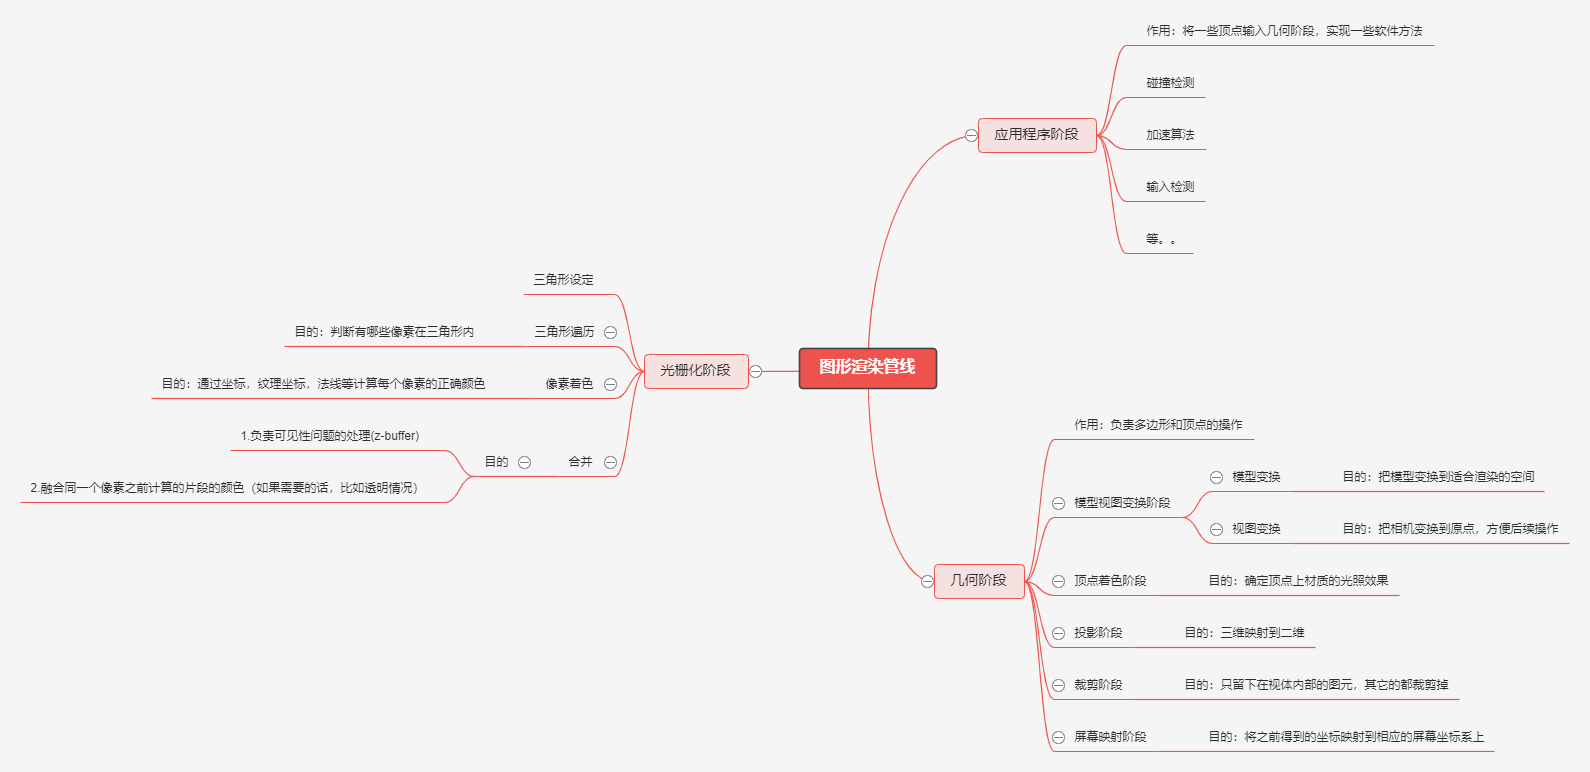 图形渲染管线
应用程序阶段
作用：将一些顶点输入几何阶段，实现一些软件方法
碰撞检测
加速算法
输入检测
等。。
几何阶段
作用：负责多边形和顶点的操作
模型视图变换阶段
模型变换
目的：把模型变换到适合渲染的空间
视图变换
目的：把相机变换到原点，方便后续操作
顶点着色阶段
目的：确定顶点上材质的光照效果
投影阶段
目的：三维映射到二维
裁剪阶段
目的：只留下在视体内部的图元，其它的都裁剪掉
屏幕映射阶段
目的：将之前得到的坐标映射到相应的屏幕坐标系上
光栅化阶段
三角形设定
三角形遍历
目的：判断有哪些像素在三角形内
像素着色
目的：通过坐标，纹理坐标，法线等计算每个像素的正确颜色
合并
目的
1.负责可见性问题的处理(z-buffer)
2.融合同一个像素之前计算的片段的颜色（如果需要的话，比如透明情况）